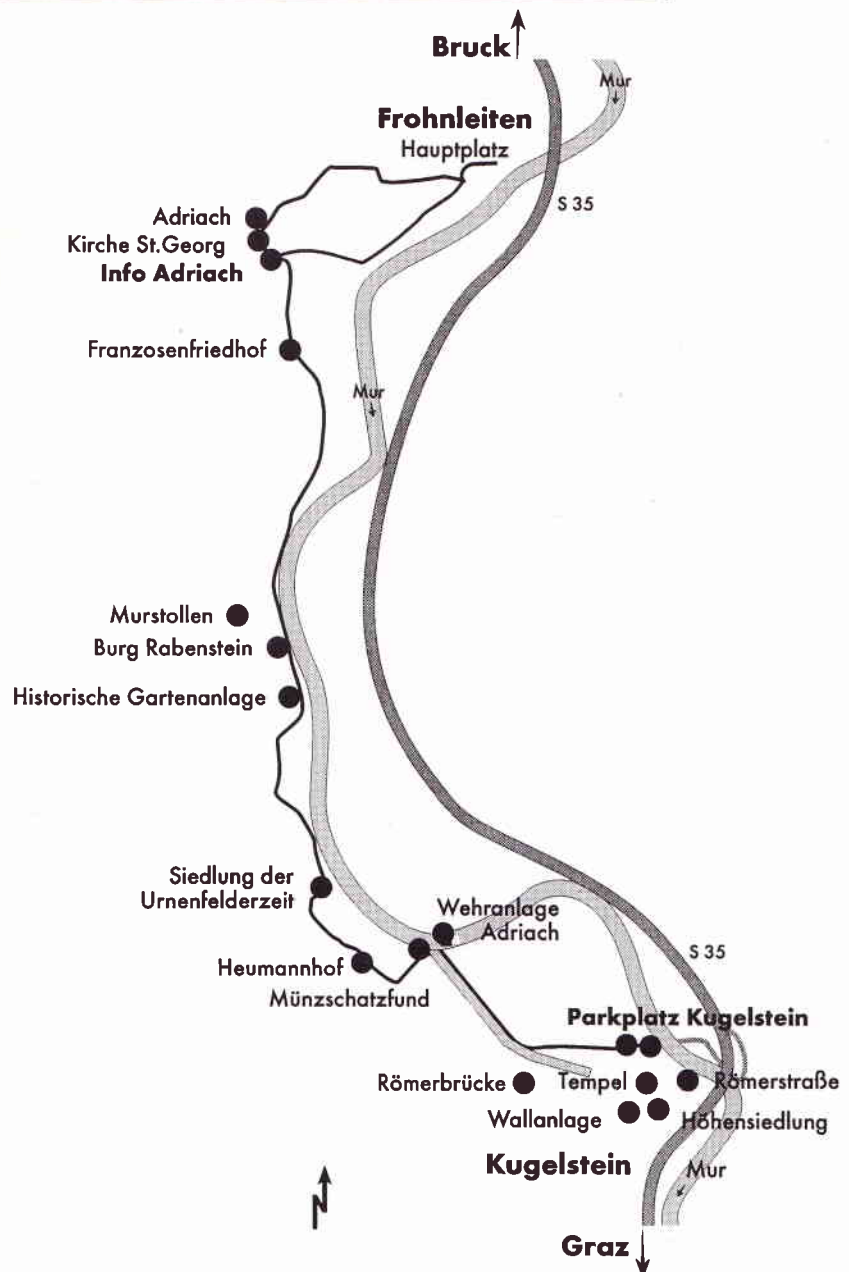 Bruck
Mur
Frohnleiten
Hauptplatz
S 35
Adriach
Kirche St.Georg
Info Adriach
Franzosenfriedhof
Mur
Murstollen
Burg Rabenstein
Historische Gartenanlage
Siedlung der
Urnenfelderzeit
Wehranlage
Adriach
Heumannhof
S 35
Münzschatzfund
Parkplatz Kugelstein
Römerbrücke
Tempel
Römerstraße
Wallanlage
Höhensiedlung
Kugelstein
Mur
N
Graz